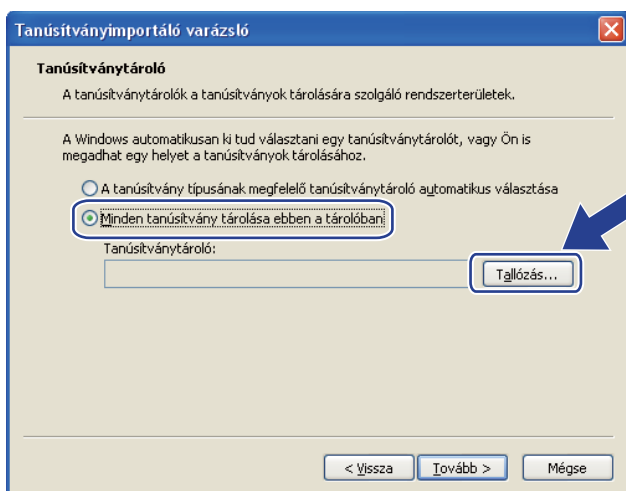 Tanúsítványimportáló varázsló
Tanúsítványtároló
A tanúsítványtárolók a tanúsítványok tárolására szolgáló rendszerterületek.
A Windows automatikusan ki tud választani egy tanúsítványtárolót, vagy Ön is
megadhat egy helyet a tanúsítványok tárolásához.
A tanúsítvány típusának megfelelő tanúsítványtároló automatikus választása
Minden tanúsítvány tárolása ebben a tárolóban
Tanúsítványtároló:
Tallózás...
< Vissza
Tovább >
Mégse